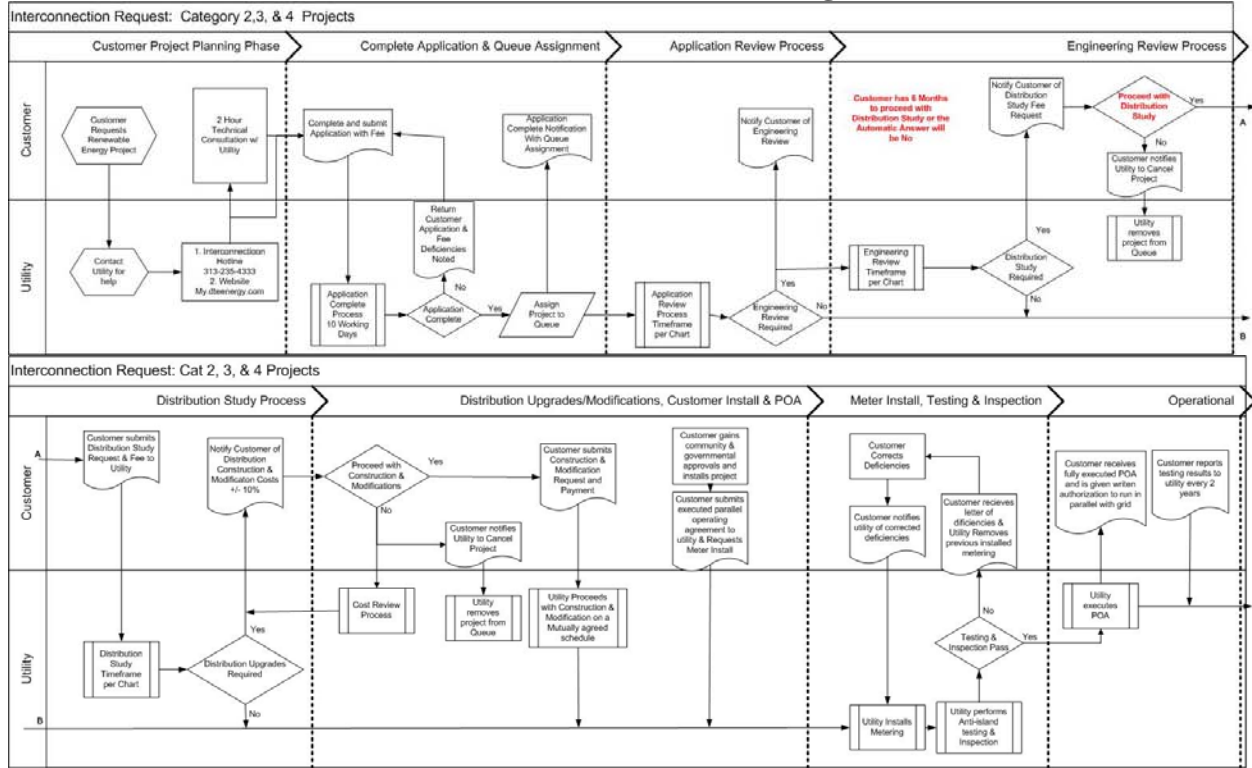 Interconnection Request: Category 2,3, & 4 Projects
Customer Project Planning Phase
Complete Application & Queue Assignment
Application Review Process
Engineering Review Process
Customer
Customer
Requests
Renewable
Energy Project
2 Hour
Technical
Consultation w/
Utiltiy
Complete and submit
Application with Fee
Application
Complete Notification
With Queue
Assignment
Notify Customer of
Engineering
Review
Customer has 6 Months
to proceed with
Distribution Study or the
Automatic Answer will
be No
Notify Customer of
Distribution
Study Fee
Request
Proceed with
Distribution
Study
Yes
A
No
Customer notifies
Utility to Cancel
Project
Utility
Contact
Utility for
help
1. Interconnectioon
Hotline
313-235-4333
2. Website
My.dteenergy.com
Return
Customer
Application &
Fee
Deficiencies
Noted
No
Application
Complete
Process
10 Working
Days
Application
Complete
Yes
Assign
Project to
Queue
Application
Review
Process
Timeframe
per Chart
Yes
Engineering
Review
Required
No
Engineering
Review
Timeframe
per Chart
Yes
Distribution
Study
Required
No
Utility
removes
project from
Queue
B
Interconnection Request: Cat 2, 3, & 4 Projects
Distribution Study Process
Distribution Upgrades/Modifications, Customer Install & POA
Meter Install, Testing & Inspection
Operational
Customer
A
Customer submits
Distribution Study
Request & Fee to
Utility
Notify Customer of
Distribution
Construction &
Modification Costs
+/- 10%
Proceed with
Construction &
Modifications
Yes
No
Customer notifies
Utility to Cancel
Project
Customer submits
Construction &
Modification
Request and
Payment
Customer gains
community &
governmental
approvals and
installs project
Customer submits
executed parallel
operating
agreement to
utility & Requests
Meter Install
Customer
Corrects
Deficiencies
Customer notifies
utility of corrected
deficiencies
Customer recieves
letter of
dificiencies &
Utility Removes
previous installed
metering
Customer receives
fully executed POA
and is given writen
authorization to run in
parallel with grid
Customer reports
testing results to
utility every 2
years
Utility
Distribution
Study
Timeframe
per Chart
Yes
Distribution Upgrades
Required
No
Cost Review
Process
Utility
removes
project from
Queue
Utility Proceeds
with Construction &
Modification on a
Mutually agreed
schedule
No
Testing &
Inspection Pass
Yes
Utility
executes
POA
B
Utility Installs
Metering
Utility performs
Anti-island
testing &
Inspection